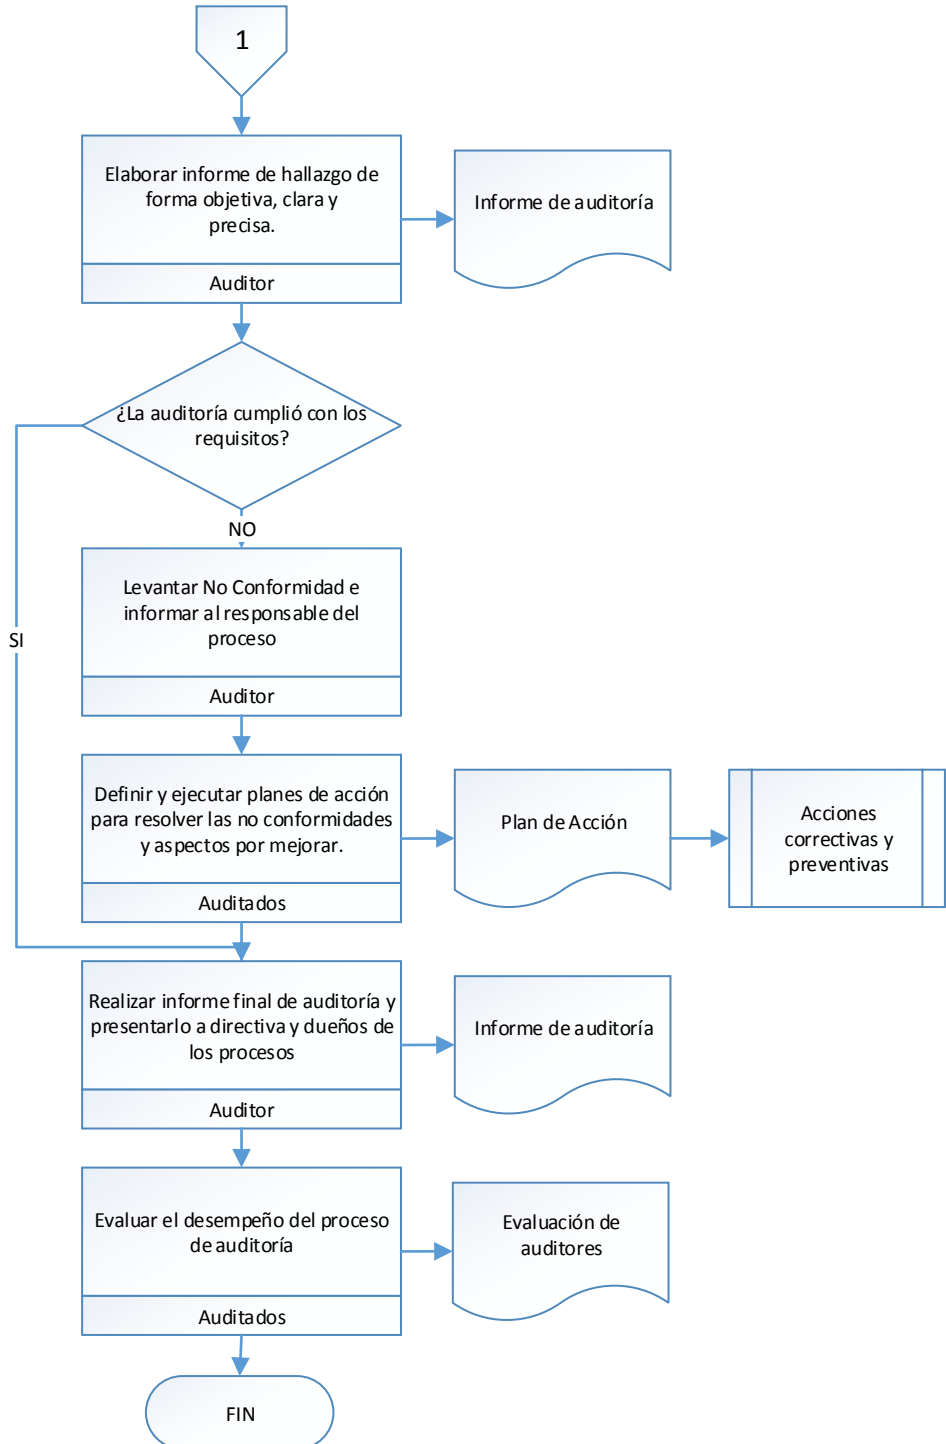 1
Elaborar informe de hallazgo de
forma objetiva, clara y
precisa.
Auditor
Informe de auditoría
¿La auditoría cumplió con los
requisitos?
NO
SI
Levantar No Conformidad e
informar al responsable del
proceso
Auditor
Definir y ejecutar planes de acción
para resolver las no conformidades
y aspectos por mejorar.
Auditados
Plan de Acción
Acciones
correctivas y
preventivas
Realizar informe final de auditoría y
presentarlo a directiva y dueños de
los procesos
Auditor
Informe de auditoría
Evaluar el desempeño del proceso
de auditoría
Auditados
Evaluación de
auditores
FIN